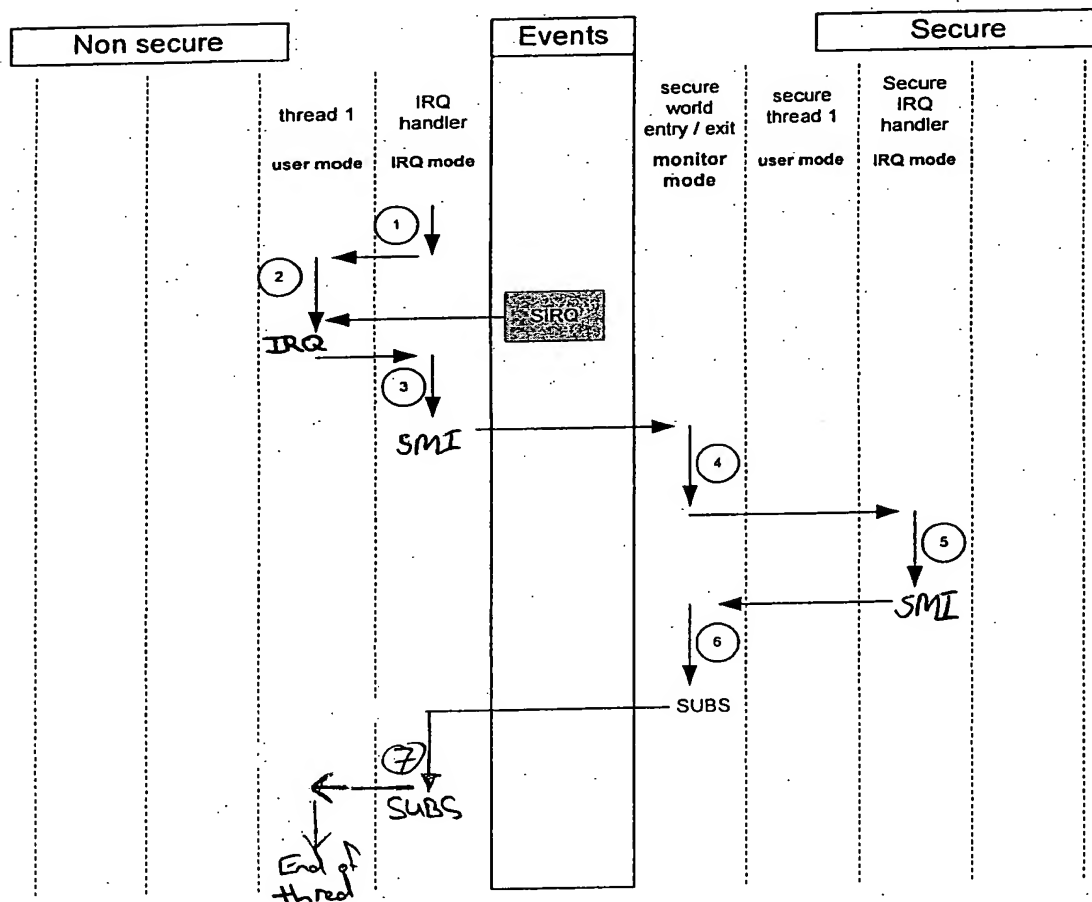 Non secure
Events
Secure
thread 1
user mode
IRQ
handler
IRQ mode
secure
world
entry / exit
monitor
mode
secure
thread 1
user mode
Secure
IRQ
handler
IRQ mode
1
2
SIRQ
IRQ
3
SMI
4
5
SMI
6
SUBS
7
SUBS
End of
thred